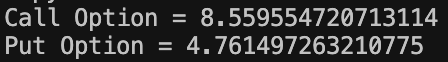 Call Option = 8.559554720713114
Put Option = 4.761497263210775